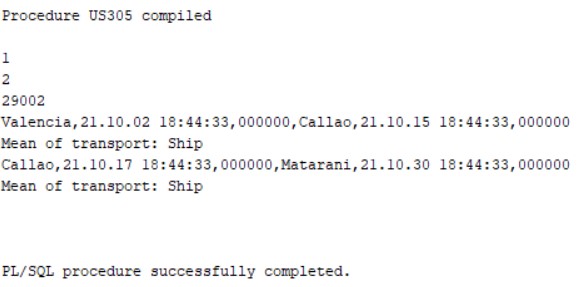 Procedure US305 compiled
1
2
29002
Valencia,21.10.02 18:44:33,000000,Callao,21.10.15 18:44:33,000000
Mean of transport: Ship
Callao,21.10.17 18:44:33,000000,Matarani,21.10.30 18:44:33,000000
Mean of transport: Ship
PL/SQL procedure successfully completed.